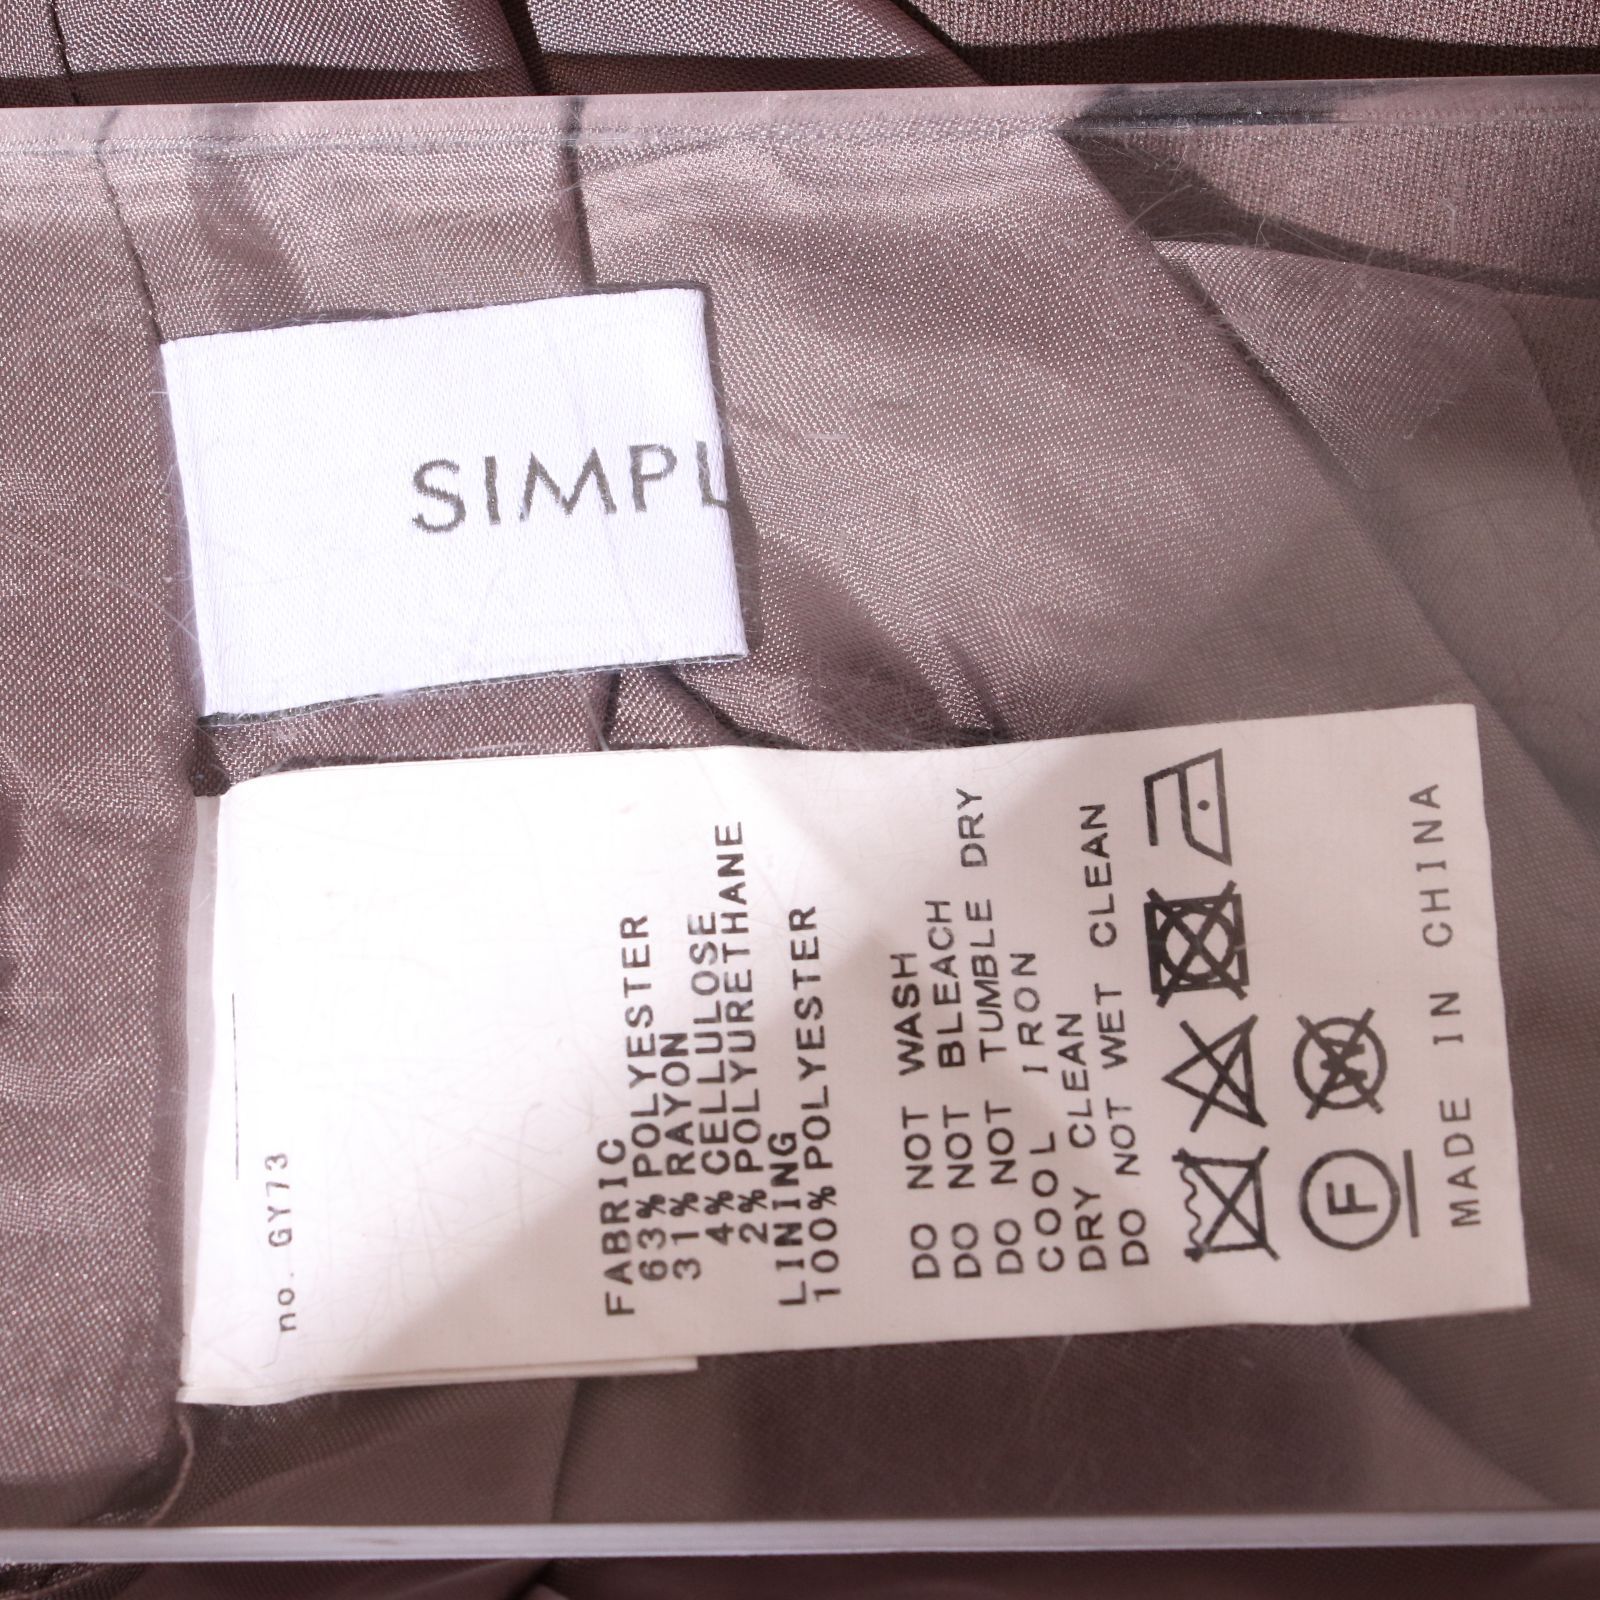 SIMPL
no. GY73
FABRIC
63% POLYESTER
31% RAYON
4% CELLULOSE
2% POLYURETHANE
LINING
100% POLYESTER
DO NOT WASH
DO NOT BLEACH
DO NOT TUMBLE DRY
COOL IRON
DRY CLEAN
DO NOT WET CLEAN
F
W
MADE IN CHINA